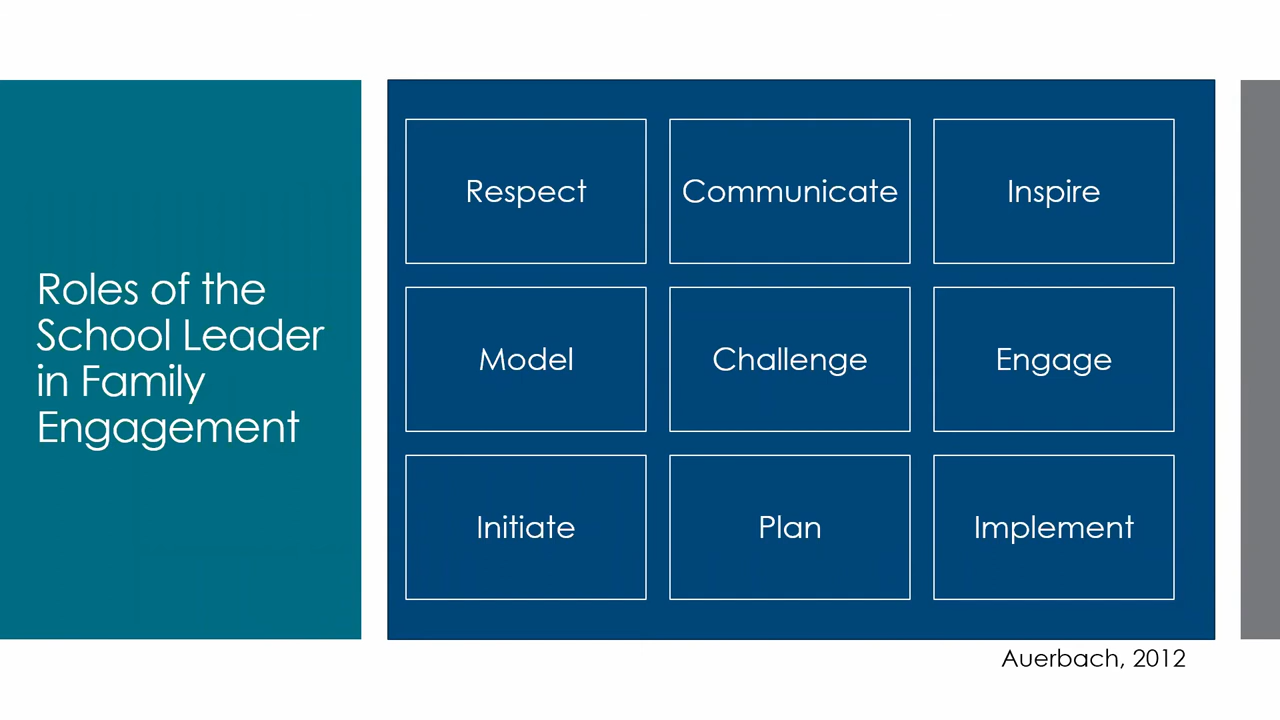 Roles of the
School Leader
in Family
Engagement
Respect
Communicate
Inspire
Model
Challenge
Engage
Initiate
Plan
Implement
Auerbach, 2012